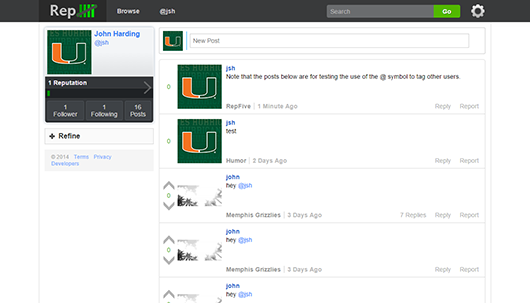 Rep
Browse
@jsh
Search
Go
John Harding
@jsh
1 Reputation
1
Follower
1
Following
16
Posts
Refine
© 2014 Terms Privacy
Developers
New Post
jsh
Note that the posts below are for testing the use of the @ symbol to tag other users.
0
RepFive | 1 Minute Ago
Reply Report
jsh
test
0
Humor | 2 Days Ago
Reply Report
john
hey @jsh
0
Memphis Grizzlies | 3 Days Ago
7 Replies Reply Report
john
hey @jsh
0
Memphis Grizzlies | 3 Days Ago
Reply Report
john
hey @jsh